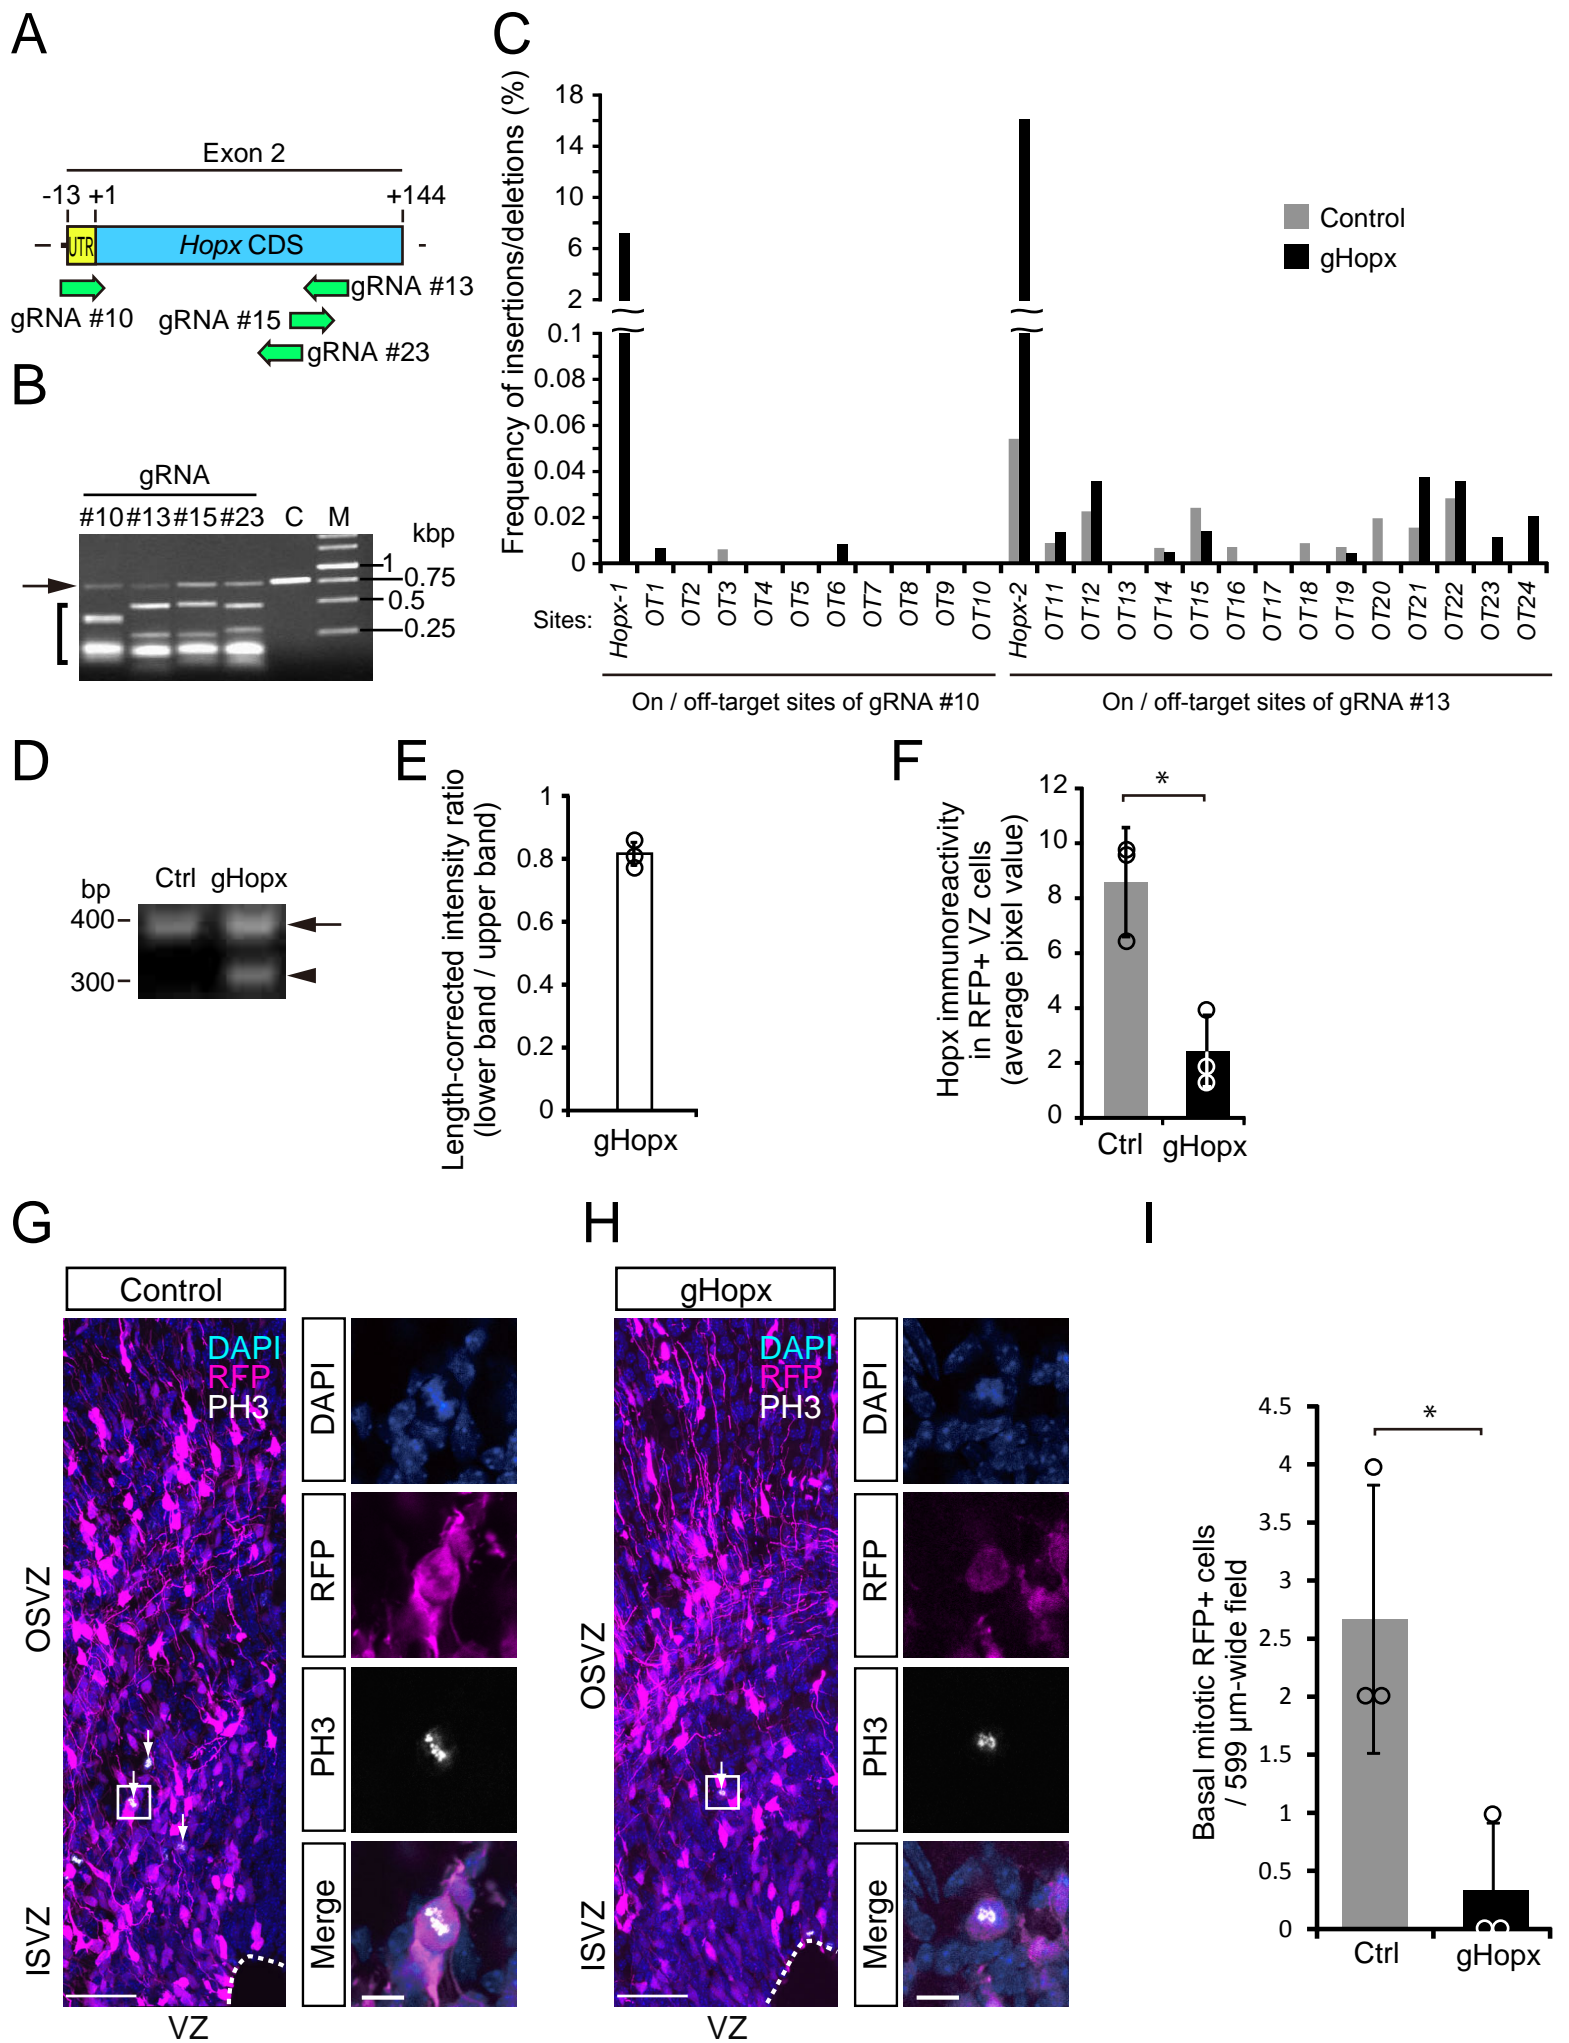 A
Exon 2
-13 +1 +144
UTR Hopx CDS
gRNA #13
gRNA #10 gRNA #15
gRNA #23
B
gRNA
#10 #13 #15 #23 C M kbp
1
0.75
0.5
0.25
C
Frequency of insertions/deletions (%)
18
14
10
6
2
0.1
0.08
0.06
0.04
0.02
0
Control
gHopx
Sites: Hopx-1 OT1 OT2 OT3 OT4 OT5 OT6 OT7 OT8 OT9 OT10 Hopx-2 OT11 OT12 OT13 OT14 OT15 OT16 OT17 OT18 OT19 OT20 OT21 OT22 OT23 OT24
On / off-target sites of gRNA #10 On / off-target sites of gRNA #13
D
bp Ctrl gHopx
400
300
E
Length-corrected intensity ratio
(lower band / upper band)
1
0.8
0.6
0.4
0.2
0
gHopx
F
Hopx immunoreactivity
in RFP+ VZ cells
(average pixel value)
12
10
8
6
4
2
0
*
Ctrl gHopx
G
Control
DAPI
RFP
PH3
OSVZ
ISVZ
VZ
DAPI
RFP
PH3
Merge
H
gHopx
DAPI
RFP
PH3
OSVZ
ISVZ
VZ
DAPI
RFP
PH3
Merge
I
Basal mitotic RFP+ cells
/ 599 µm-wide field
4.5
4
3.5
3
2.5
2
1.5
1
0.5
0
*
Ctrl gHopx